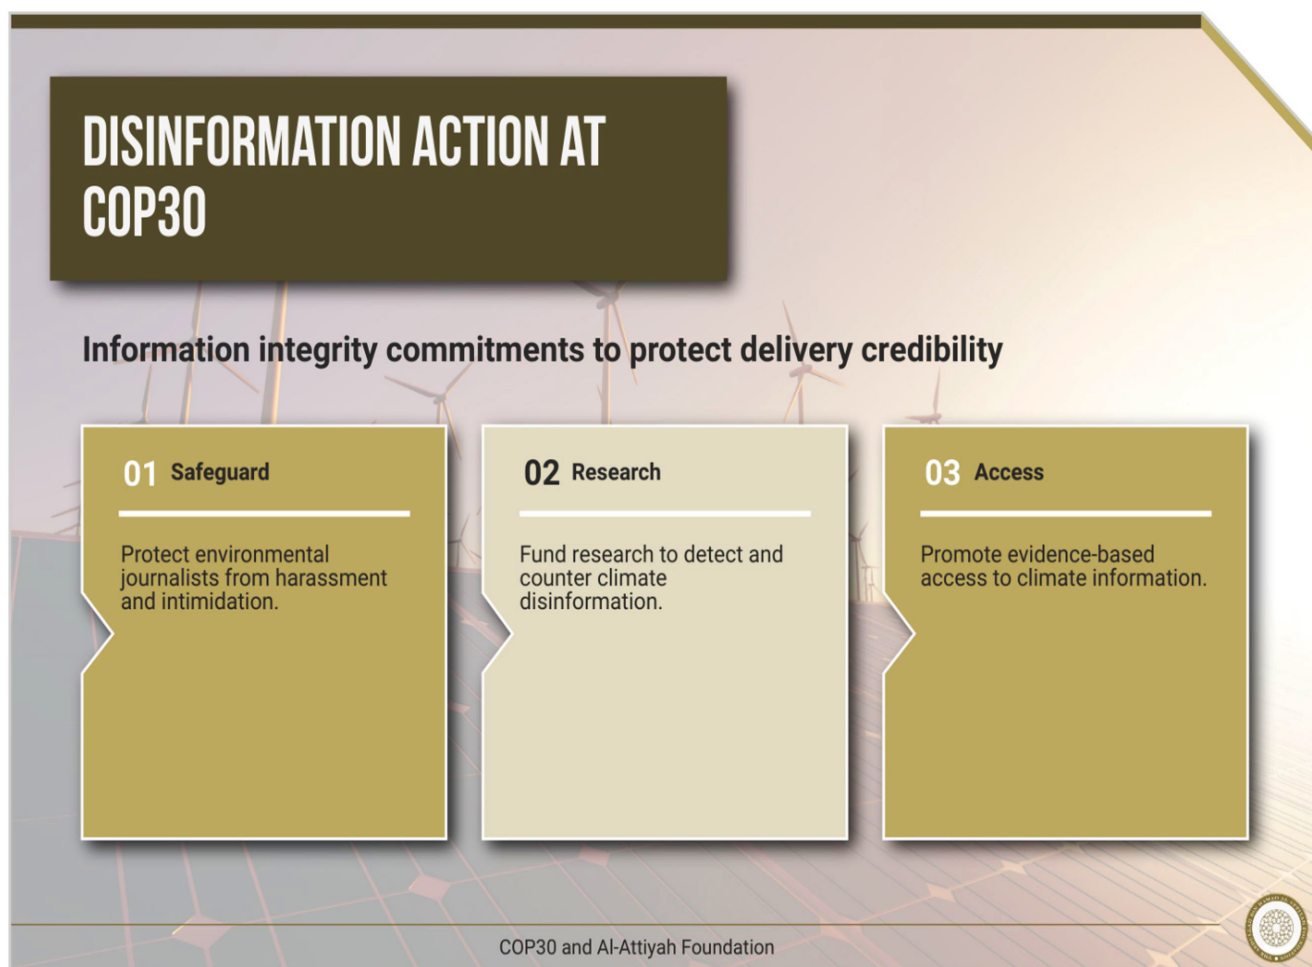 DISINFORMATION ACTION AT
COP30
Information integrity commitments to protect delivery credibility
01 Safeguard
Protect environmental
journalists from harassment
and intimidation.
02 Research
Fund research to detect and
counter climate
disinformation.
03 Access
Promote evidence-based
access to climate information.
COP30 and Al-Attiyah Foundation